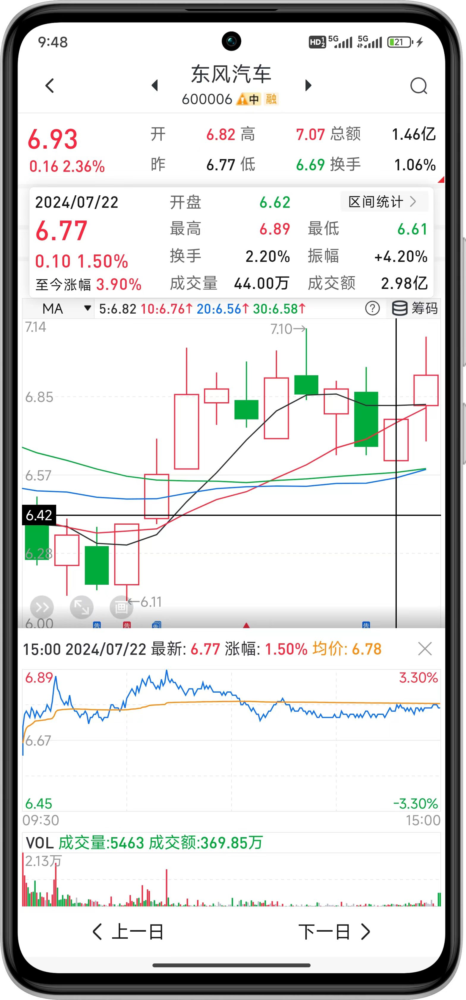 9:48 HD 1 2 5G 5G 21
东风汽车
600006 中 融
6.93 开 6.82 高 7.07 总额 1.46亿
0.16 2.36% 昨 6.77 低 6.69 换手 1.06%
2024/07/22 开盘 6.62 区间统计
6.77 最高 6.89 最低 6.61
0.10 1.50% 换手 2.20% 振幅 +4.20%
至今涨幅 3.90% 成交量 44.00万 成交额 2.98亿
MA 5:6.82 10:6.76↑ 20:6.56↑ 30:6.58↑ ? 筹码
7.14
7.10→
6.85
6.57
6.42
6.28
画 ←6.11
6.00 告 告 告 告
15:00 2024/07/22 最新: 6.77 涨幅: 1.50% 均价: 6.78
6.89 3.30%
6.67
6.45 -3.30%
09:30 15:00
VOL 成交量:5463 成交额:369.85万
2.13万
上一日 下一日